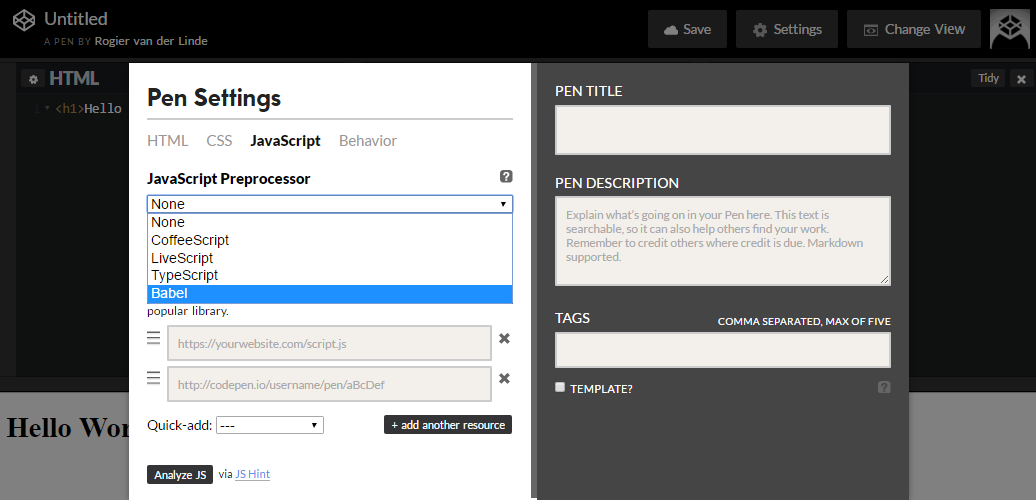 Untitled
A PEN BY Rogier van der Linde
Save
Settings
Change View
HTML
Tidy
1
<h1>Hello
Pen Settings
HTML CSS JavaScript Behavior
JavaScript Preprocessor
?
None
None
CoffeeScript
LiveScript
TypeScript
Babel
popular library.
https://yourwebsite.com/script.js
http://codepen.io/username/pen/aBcDef
Quick-add: ---
+ add another resource
Analyze JS via JS Hint
PEN TITLE
PEN DESCRIPTION
Explain what's going on in your Pen here. This text is
searchable, so it can also help others find your work.
Remember to credit others where credit is due. Markdown
supported.
TAGS
COMMA SEPARATED, MAX OF FIVE
TEMPLATE?
?
Hello Wor